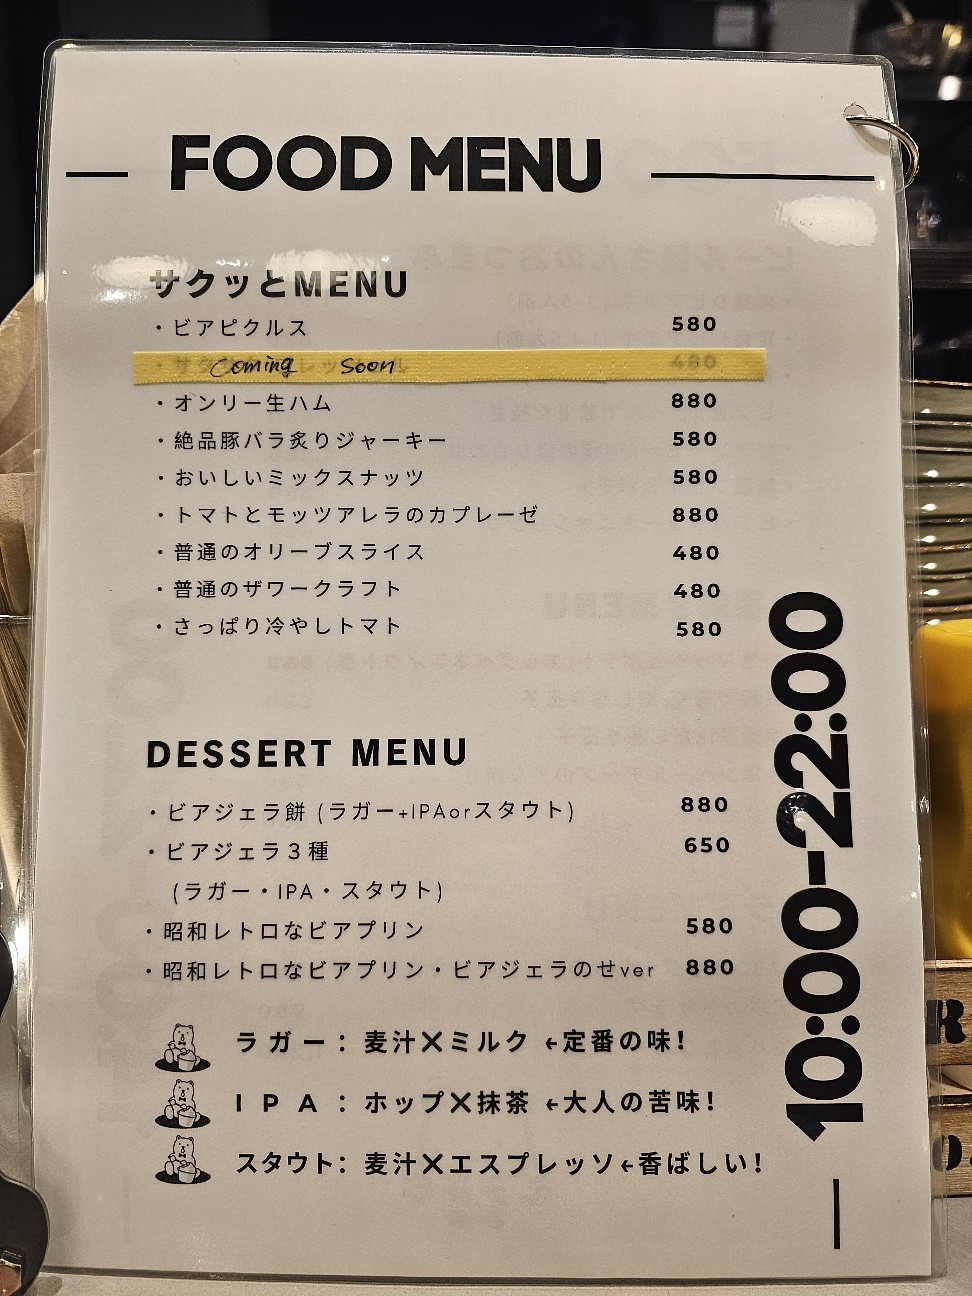 FOOD MENU
サクッとMENU
・ビアピクルス 580
Coming Soon 480
・オンリー生ハム 880
・絶品豚バラ炙りジャーキー 580
・おいしいミックスナッツ 580
・トマトとモッツアレラのカプレーゼ 880
・普通のオリーブスライス 480
・普通のザワークラフト 480
・さっぱり冷やしトマト 580
DESSERT MENU
・ビアジェラ餅 (ラガー+IPAorスタウト) 880
・ビアジェラ3種 650
(ラガー・IPA・スタウト)
・昭和レトロなビアプリン 580
・昭和レトロなビアプリン・ビアジェラのせver 880
ラガー：麦汁×ミルク ←定番の味!
IPA：ホップ×抹茶 ←大人の苦味!
スタウト：麦汁×エスプレッソ←香ばしい!
10:00-22:00